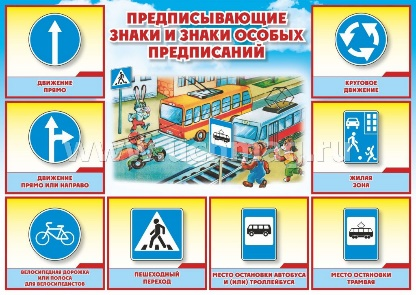 ПРЕДПИСЫВАЮЩИЕ
ЗНАКИ И ЗНАКИ ОСОБЫХ
ПРЕДПИСАНИЙ
ДВИЖЕНИЕ
ПРЯМО
КРУГОВОЕ
ДВИЖЕНИЕ
ДВИЖЕНИЕ
ПРЯМО ИЛИ НАПРАВО
ЖИЛАЯ
ЗОНА
ВЕЛОСИПЕДНАЯ ДОРОЖКА
ИЛИ ПОЛОСА
ДЛЯ ВЕЛОСИПЕДИСТОВ
ПЕШЕХОДНЫЙ
ПЕРЕХОД
МЕСТО ОСТАНОВКИ АВТОБУСА
И (ИЛИ) ТРОЛЛЕЙБУСА
МЕСТО ОСТАНОВКИ
ТРАМВАЯ